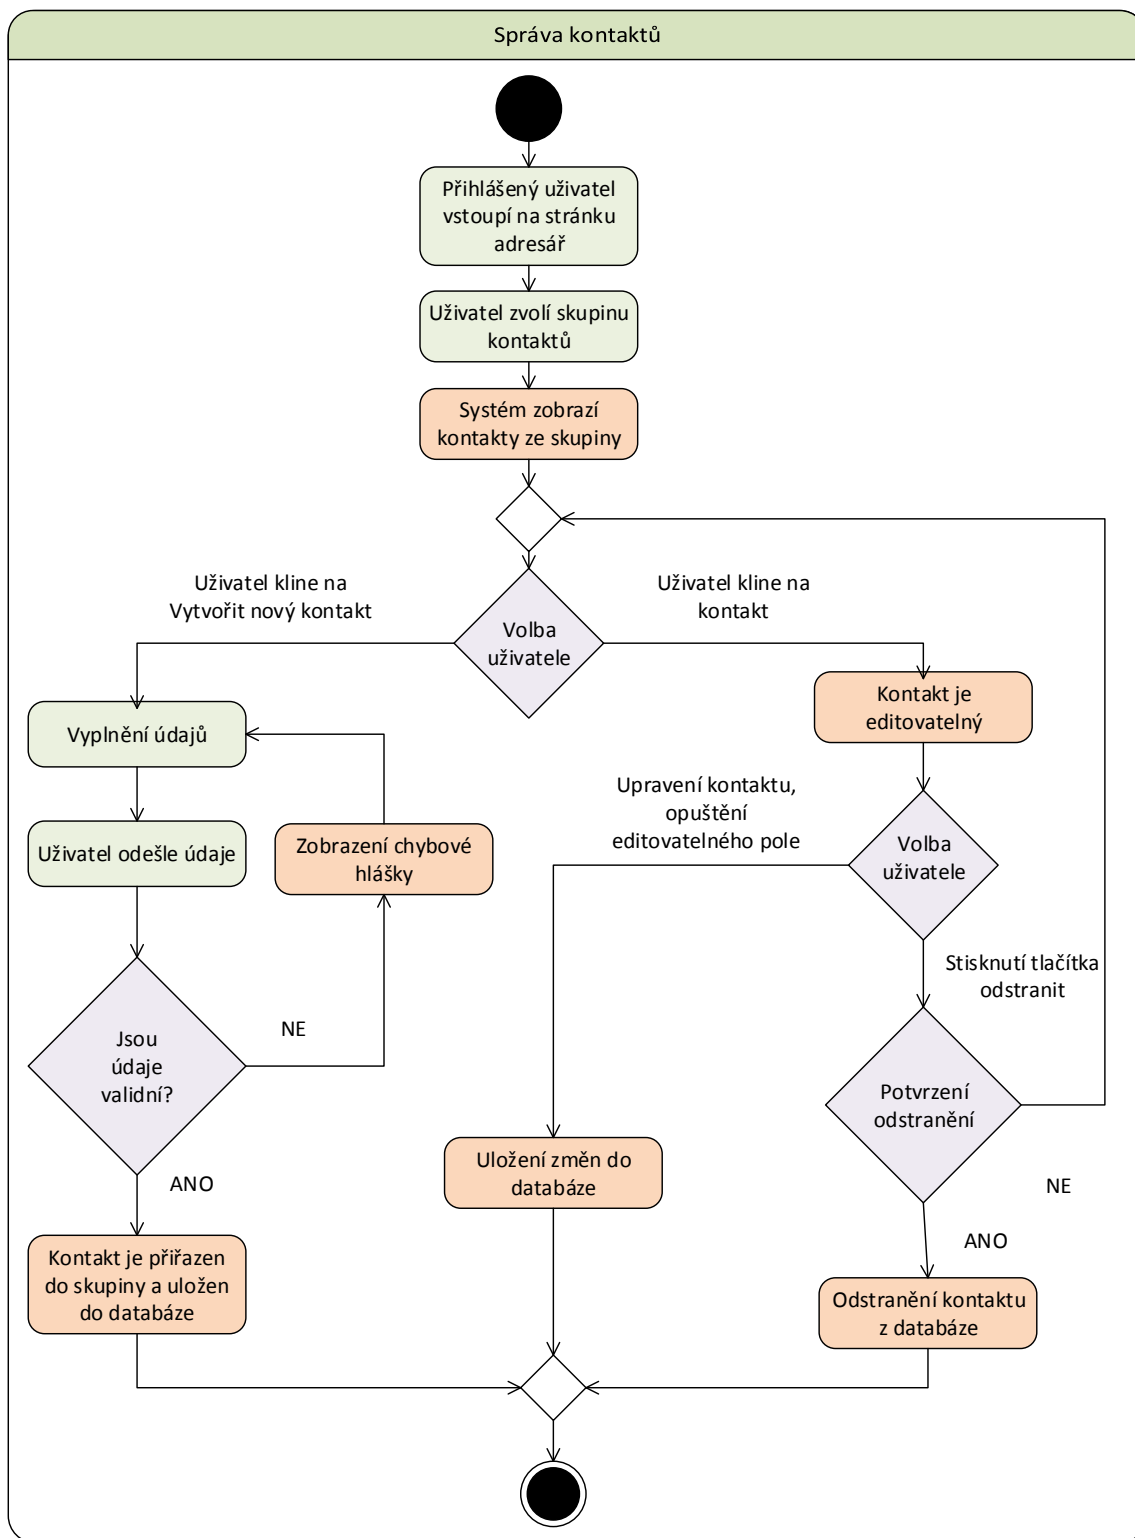 Správa kontaktů
Přihlášený uživatel
vstoupí na stránku
adresář
Uživatel zvolí skupinu
kontaktů
Systém zobrazí
kontakty ze skupiny
Uživatel kline na
Vytvořit nový kontakt
Uživatel kline na
kontakt
Volba
uživatele
Vyplnění údajů
Kontakt je
editovatelný
Upravení kontaktu,
opuštění
editovatelného pole
Uživatel odešle údaje
Zobrazení chybové
hlášky
Volba
uživatele
Stisknutí tlačítka
odstranit
Jsou
údaje
validní?
NE
Potvrzení
odstranění
Uložení změn do
databáze
ANO
NE
Kontakt je přiřazen
do skupiny a uložen
do databáze
ANO
Odstranění kontaktu
z databáze